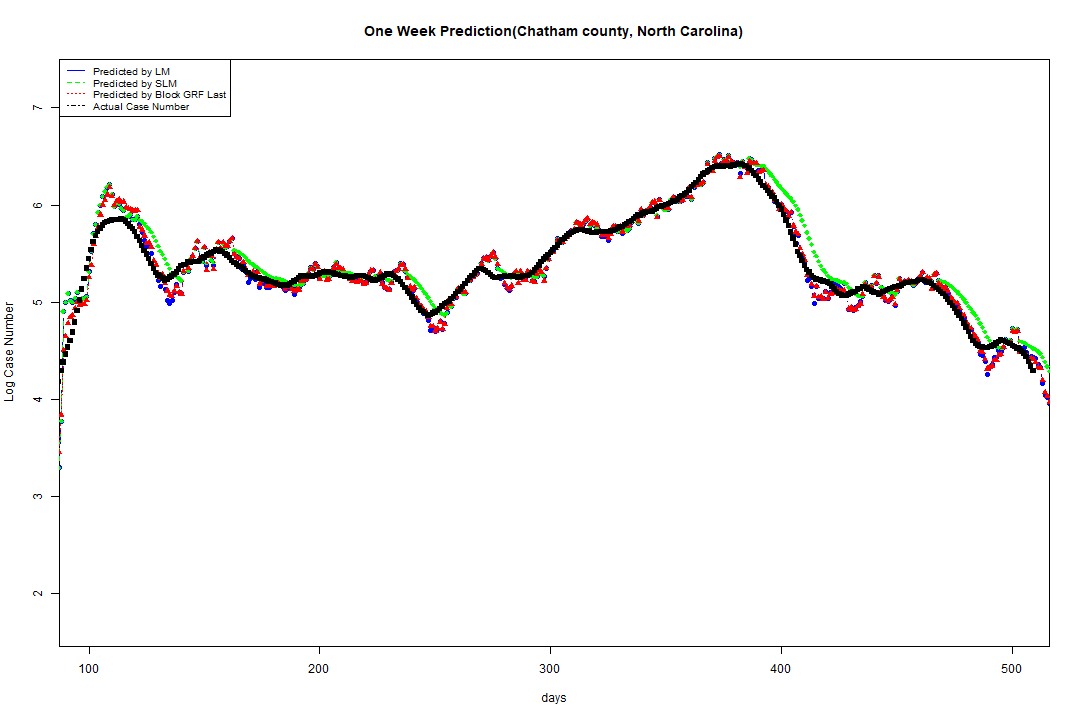 One Week Prediction(Chatham county, North Carolina)
Predicted by LM
Predicted by SLM
Predicted by Block GRF Last
Actual Case Number
7
6
5
4
3
2
Log Case Number
100 200 300 400 500
days